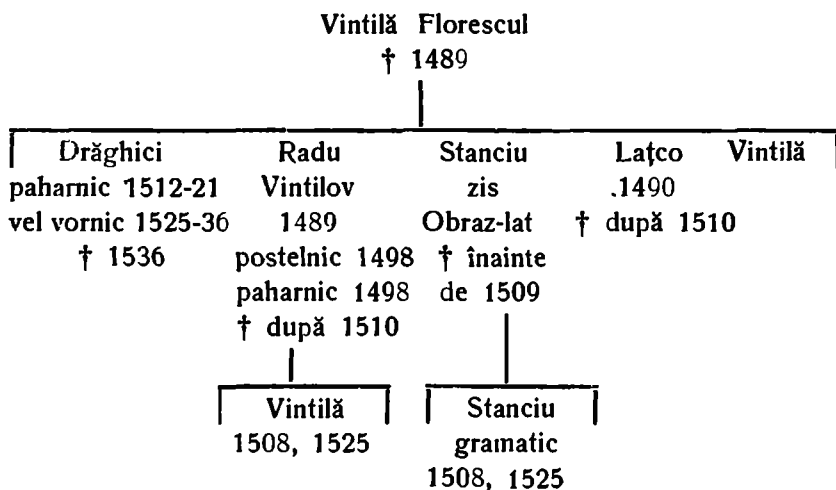 Vintilă Florescul
† 1489
Drăghici Radu Stanciu Lațco Vintilă
paharnic 1512-21 Vintilov zis .1490
vel vornic 1525-36 1489 Obraz-lat † după 1510
† 1536 postelnic 1498 † înainte
paharnic 1498 de 1509
† după 1510
Vintilă Stanciu
1508, 1525 gramatic
1508, 1525